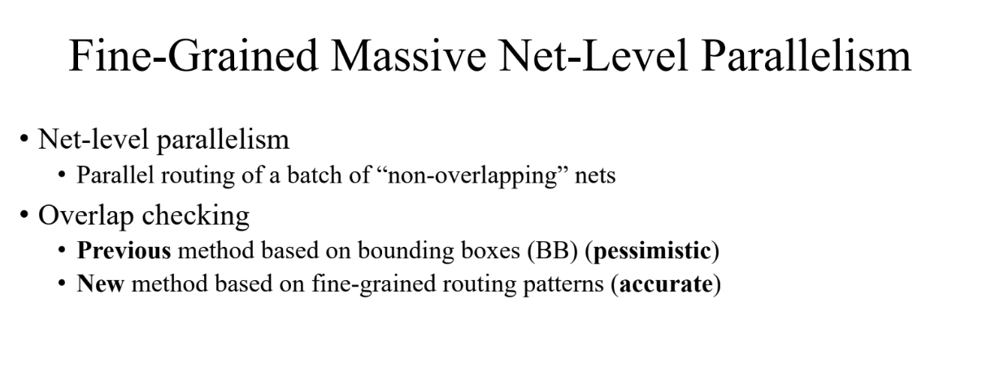 Fine-Grained Massive Net-Level Parallelism
• Net-level parallelism
• Parallel routing of a batch of “non-overlapping” nets
• Overlap checking
• Previous method based on bounding boxes (BB) (pessimistic)
• New method based on fine-grained routing patterns (accurate)